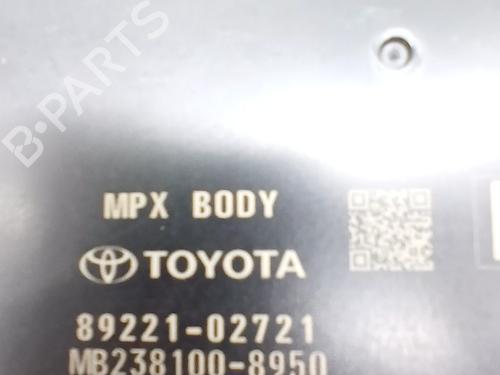 B-PARTS
MPX BODY
TOYOTA
89221-02721
MB238100-8950